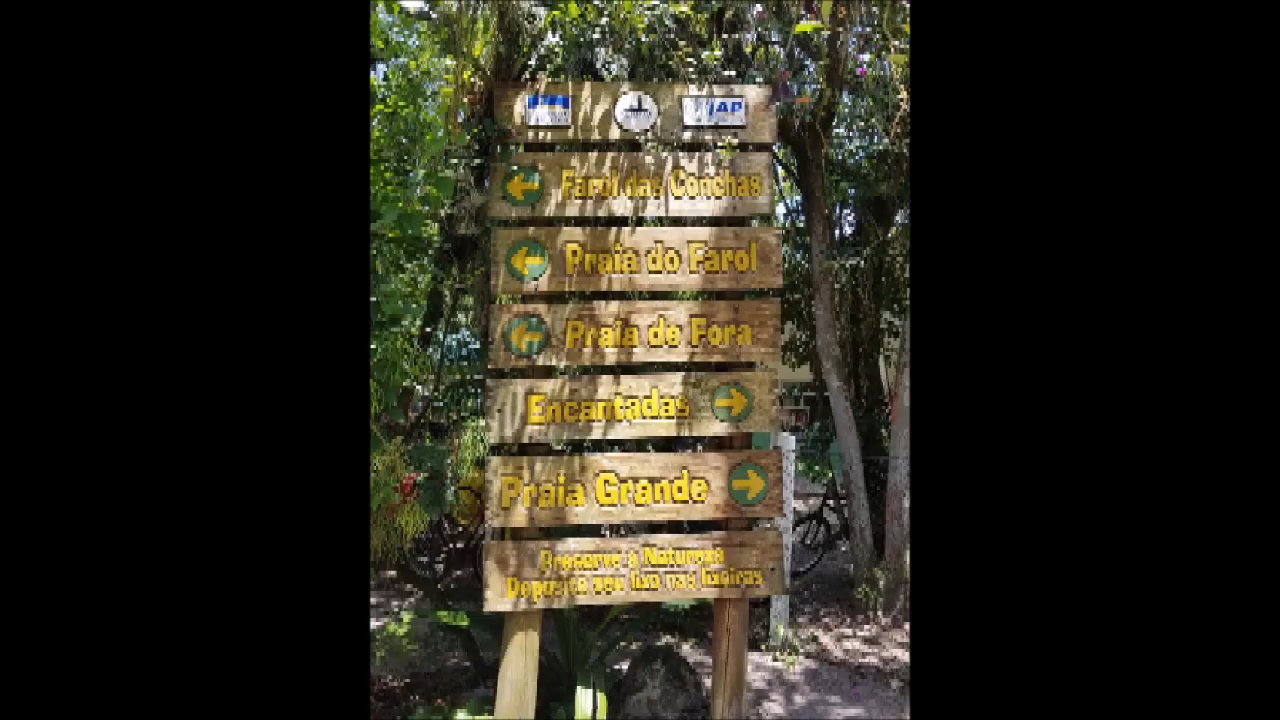 IAP
Farol das Conchas
Praia do Farol
Praia de Fora
Encantadas
Praia Grande
Preserve a Natureza
Deposite seu lixo nas lixeiras